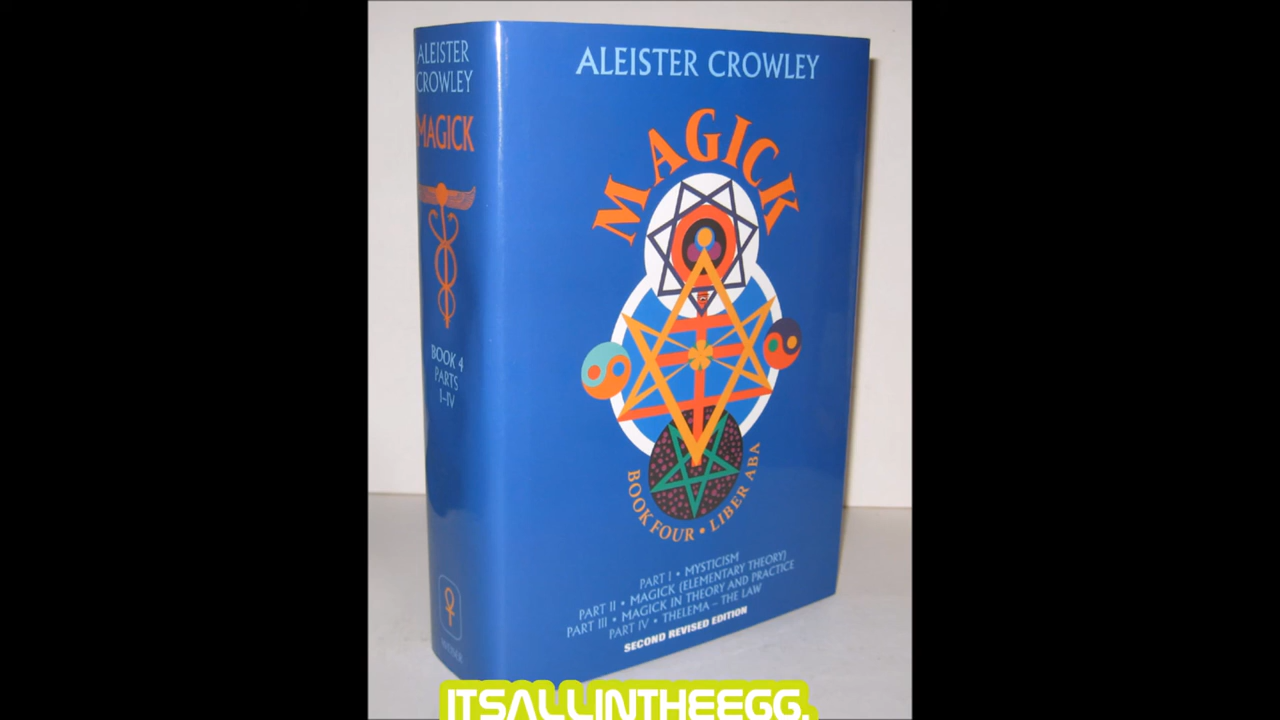 ALEISTER
CROWLEY
MAGICK
BOOK 4
PARTS
I–IV
WEISER
ALEISTER CROWLEY
MAGICK
BOOK FOUR • LIBER ABA
PART I • MYSTICISM
PART II • MAGICK (ELEMENTARY THEORY)
PART III • MAGICK IN THEORY AND PRACTICE
PART IV • THELEMA – THE LAW
SECOND REVISED EDITION
ITSALLINTHEEGG.